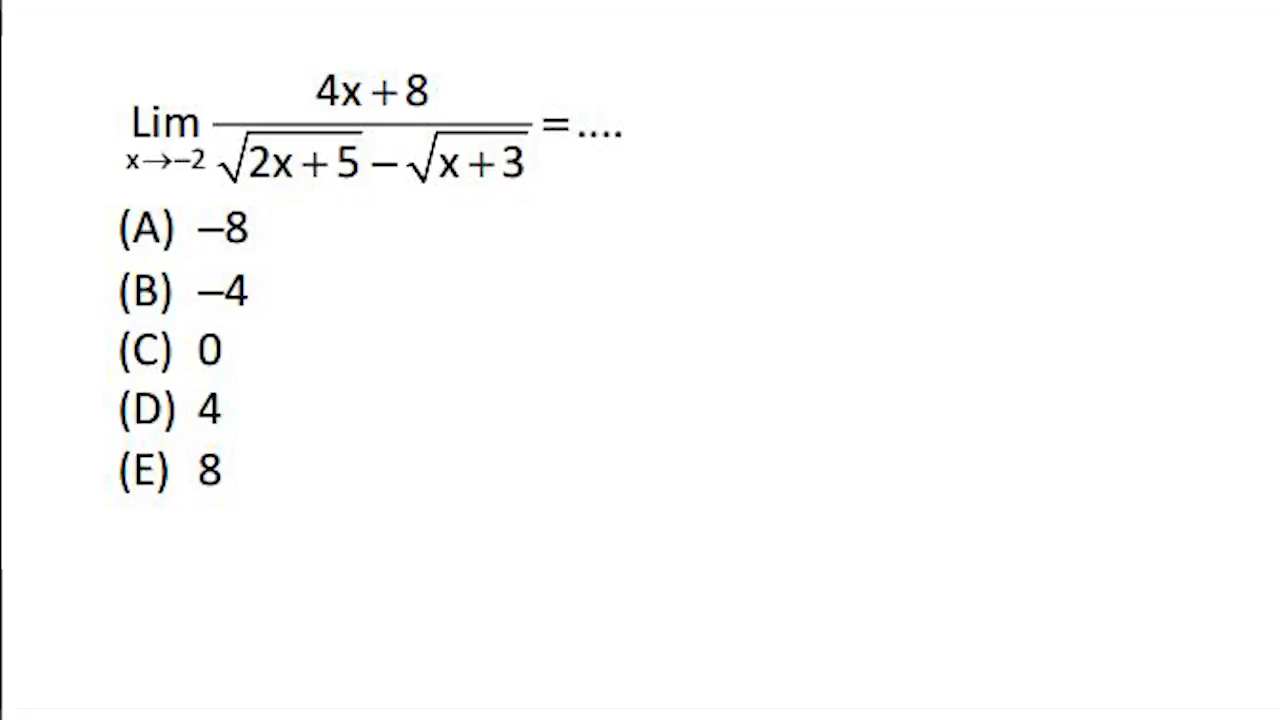 Lim x→−2 4x+8 / √2x+5 − √x+3 = ....
(A) −8
(B) −4
(C) 0
(D) 4
(E) 8